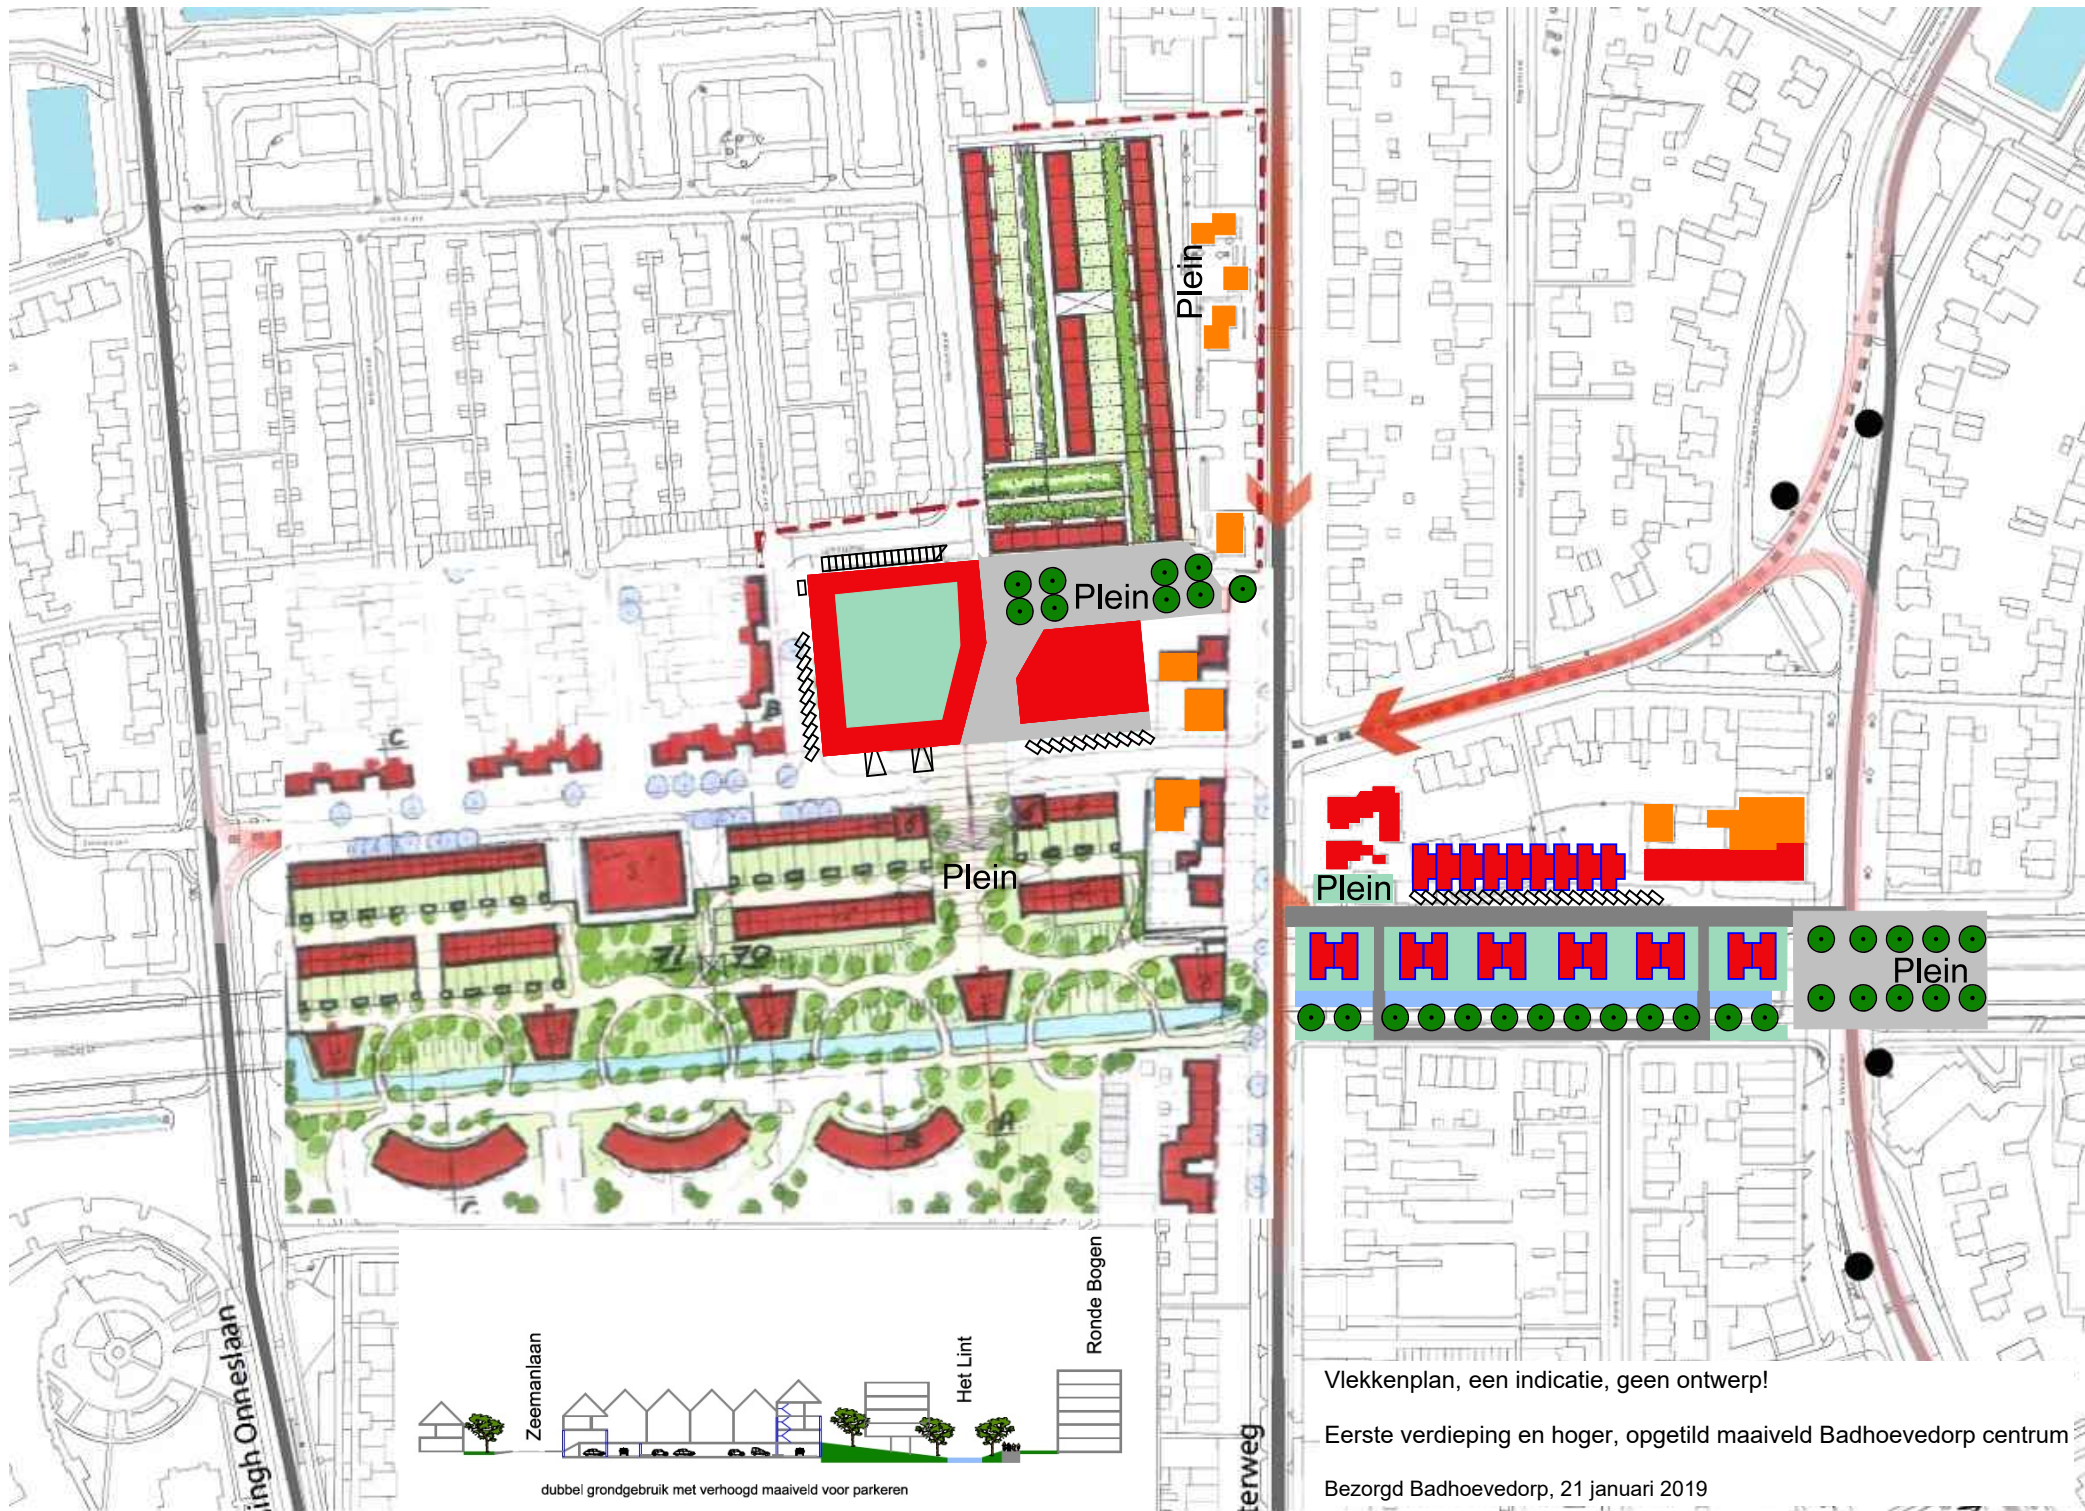 Plein
Plein
Plein
Plein
Plein
B
C
S
71 70
A
B
C
ingh Onneslaan
terweg
Zeemanlaan
Het Lint
Ronde Bogen
dubbel grondgebruik met verhoogd maaiveld voor parkeren
Vlekkenplan, een indicatie, geen ontwerp!
Eerste verdieping en hoger, opgetild maaiveld Badhoevedorp centrum
Bezorgd Badhoevedorp, 21 januari 2019